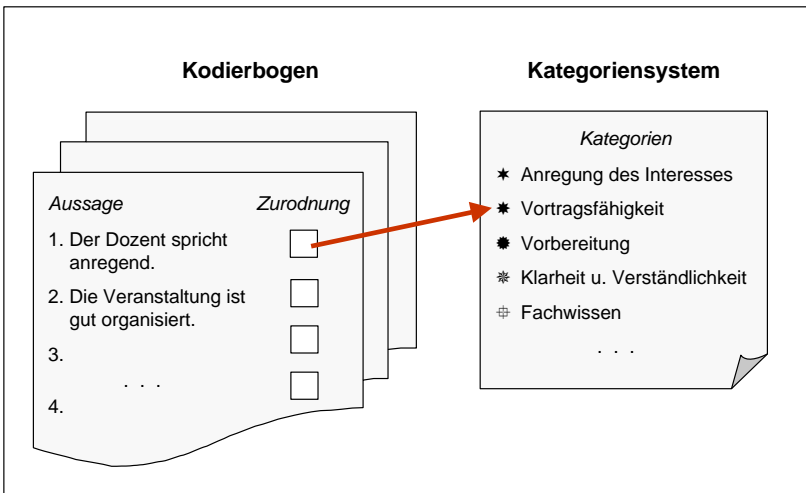 Kodierbogen
Aussage
Zurodnung
1. Der Dozent spricht
anregend.
2. Die Veranstaltung ist
gut organisiert.
3.
. . .
4.
Kategoriensystem
Kategorien
Anregung des Interesses
Vortragsfähigkeit
Vorbereitung
Klarheit u. Verständlichkeit
Fachwissen
. . .